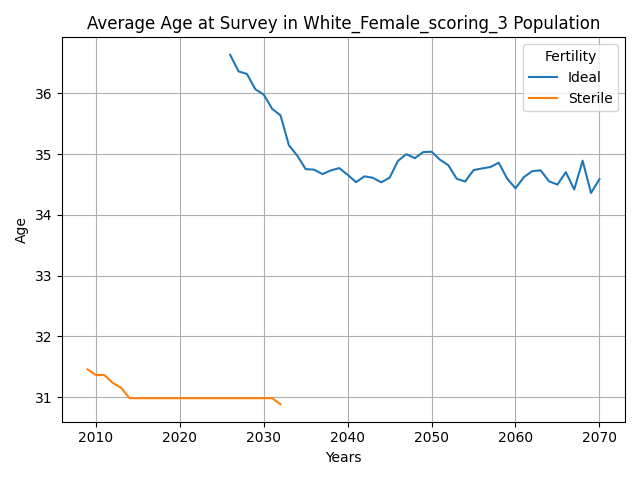 Average Age at Survey in White_Female_scoring_3 Population
Fertility
Ideal
Sterile
36
35
34
33
32
31
Age
2010 2020 2030 2040 2050 2060 2070
Years